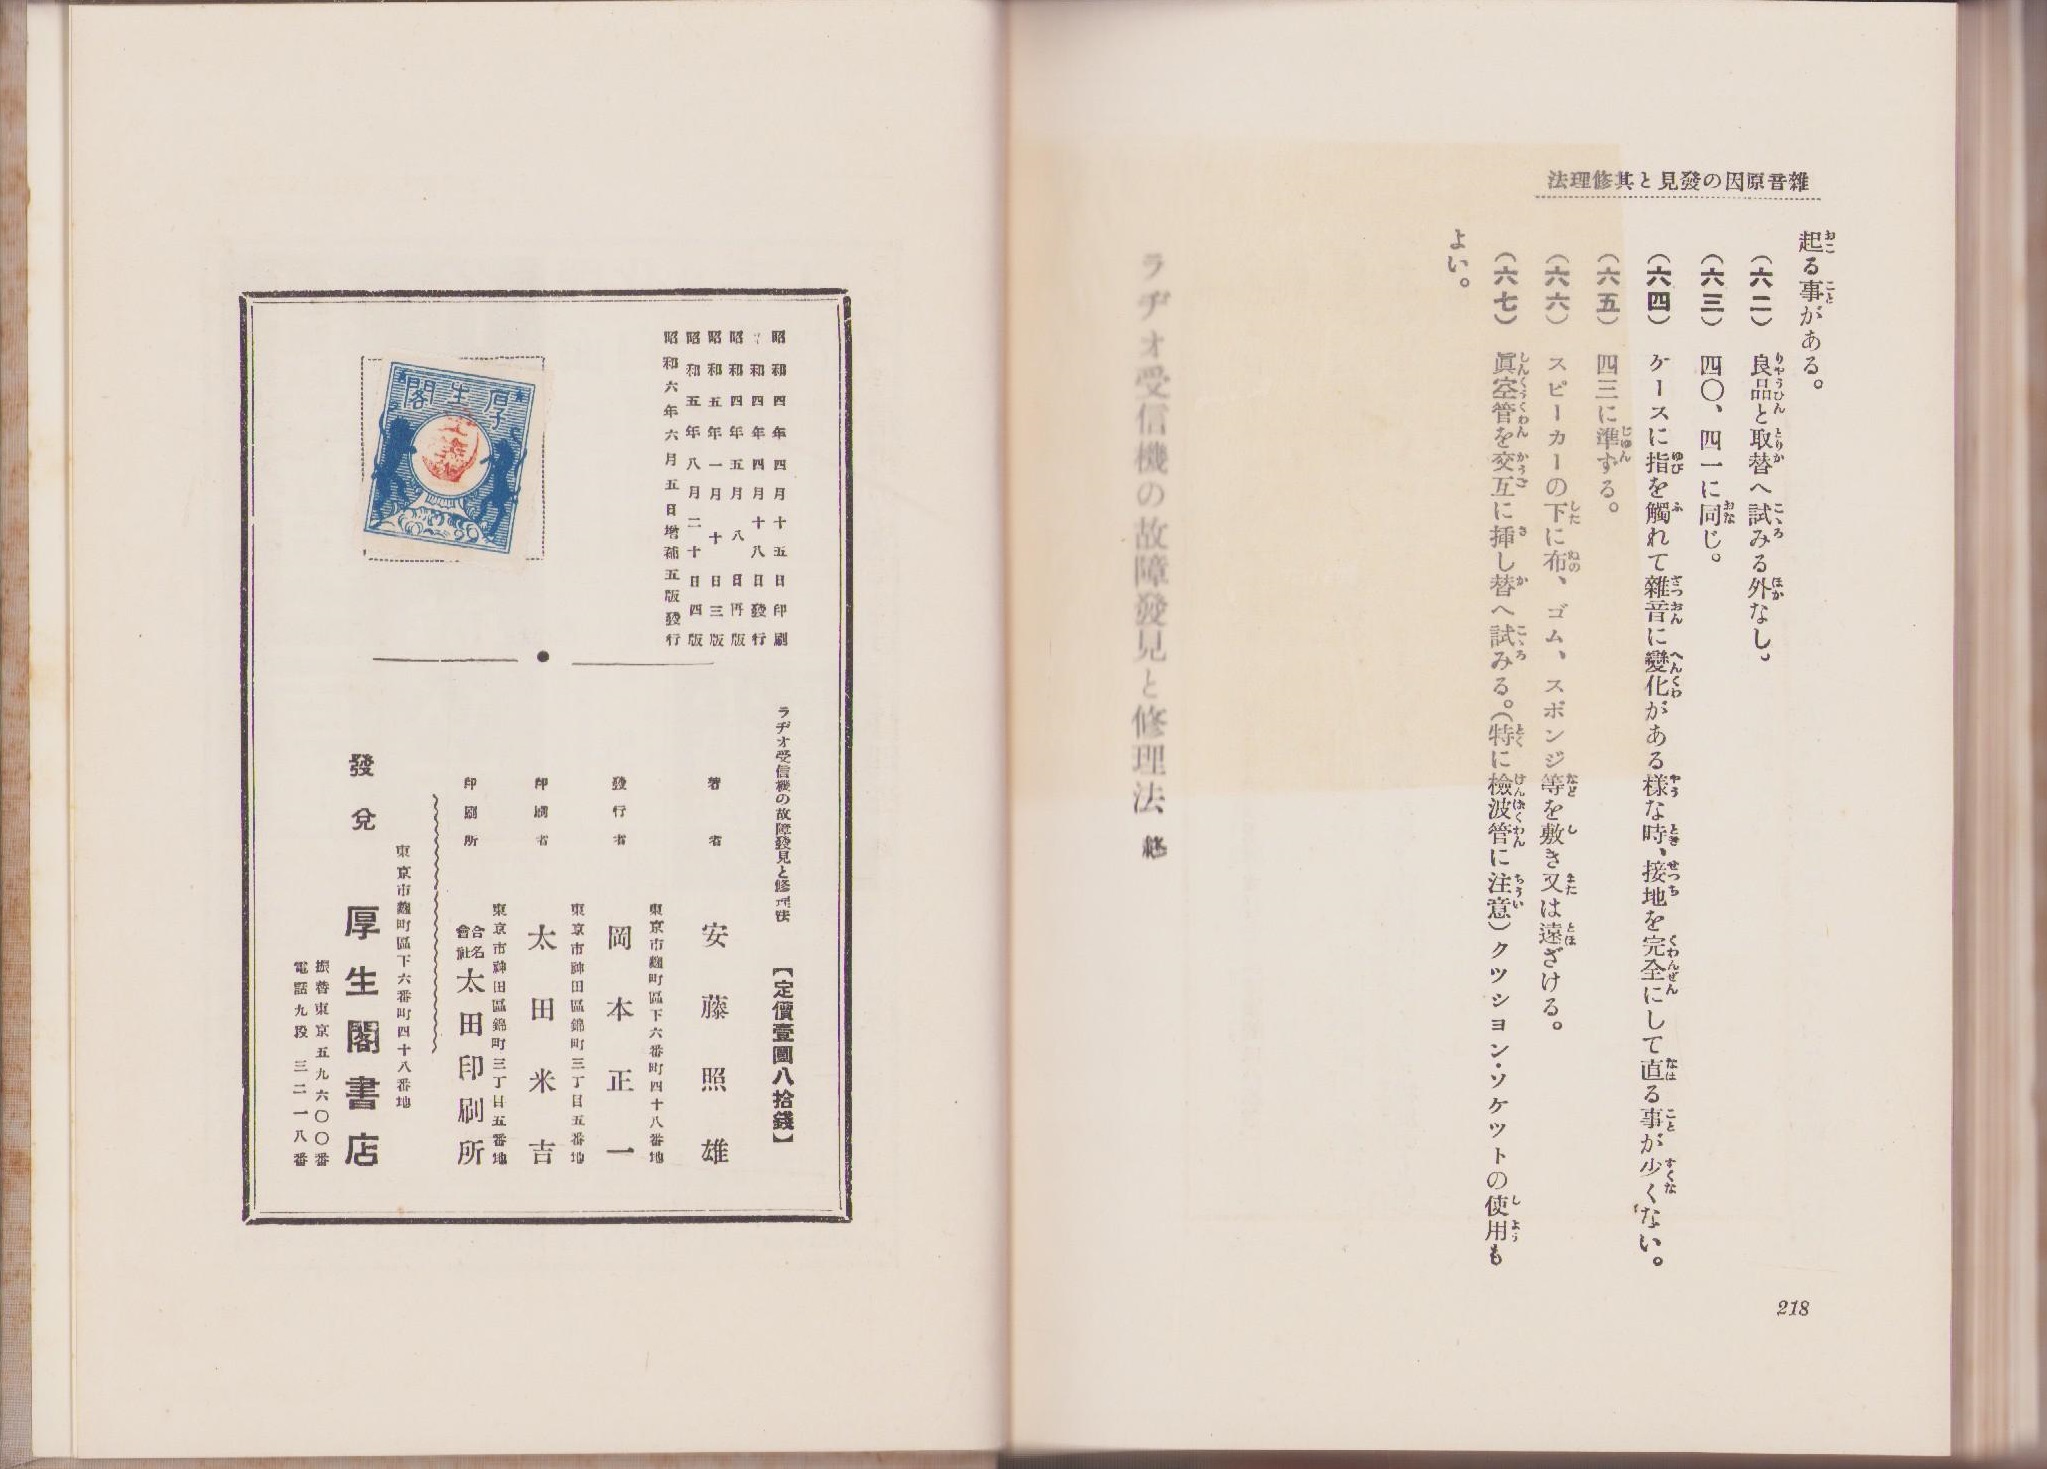 雜音原因の發見と其修理法
起る事がある。
（六二）　良品と取替へ試みる外なし。
（六三）　四〇、四一に同じ。
（六四）　ケースに指を觸れて雜音に變化がある樣な時、接地を完全にして直る事が少くない。
（六五）　四三に準ずる。
（六六）　スピーカーの下に布、ゴム、スポンジ等を敷き又は遠ざける。
（六七）　眞空管を交互に挿し替へ試みる。（特に檢波管に注意）クツシヨン・ソケツトの使用も
よい。
ラヂオ受信機の故障發見と修理法 終
218
昭和四年四月十五日印刷
和四年四月十八日發行
昭和四年五月八日再版
昭和五年一月十日三版
昭和五年八月二十日四版
昭和六年六月五日增補五版發行
厚生閣
ラヂオ受信機の故障發見と修理法
【定價壹圓八拾錢】
著者　安藤照雄
東京市麴町區下六番町四十八番地
發行者　岡本正一
東京市神田區錦町三丁目五番地
印刷者　太田米吉
東京市神田區錦町三丁目五番地
印刷所　合名會社太田印刷所
東京市麴町區下六番町四十八番地
發兌　厚生閣書店
振替東京五九六〇〇番
電話九段三二一八番